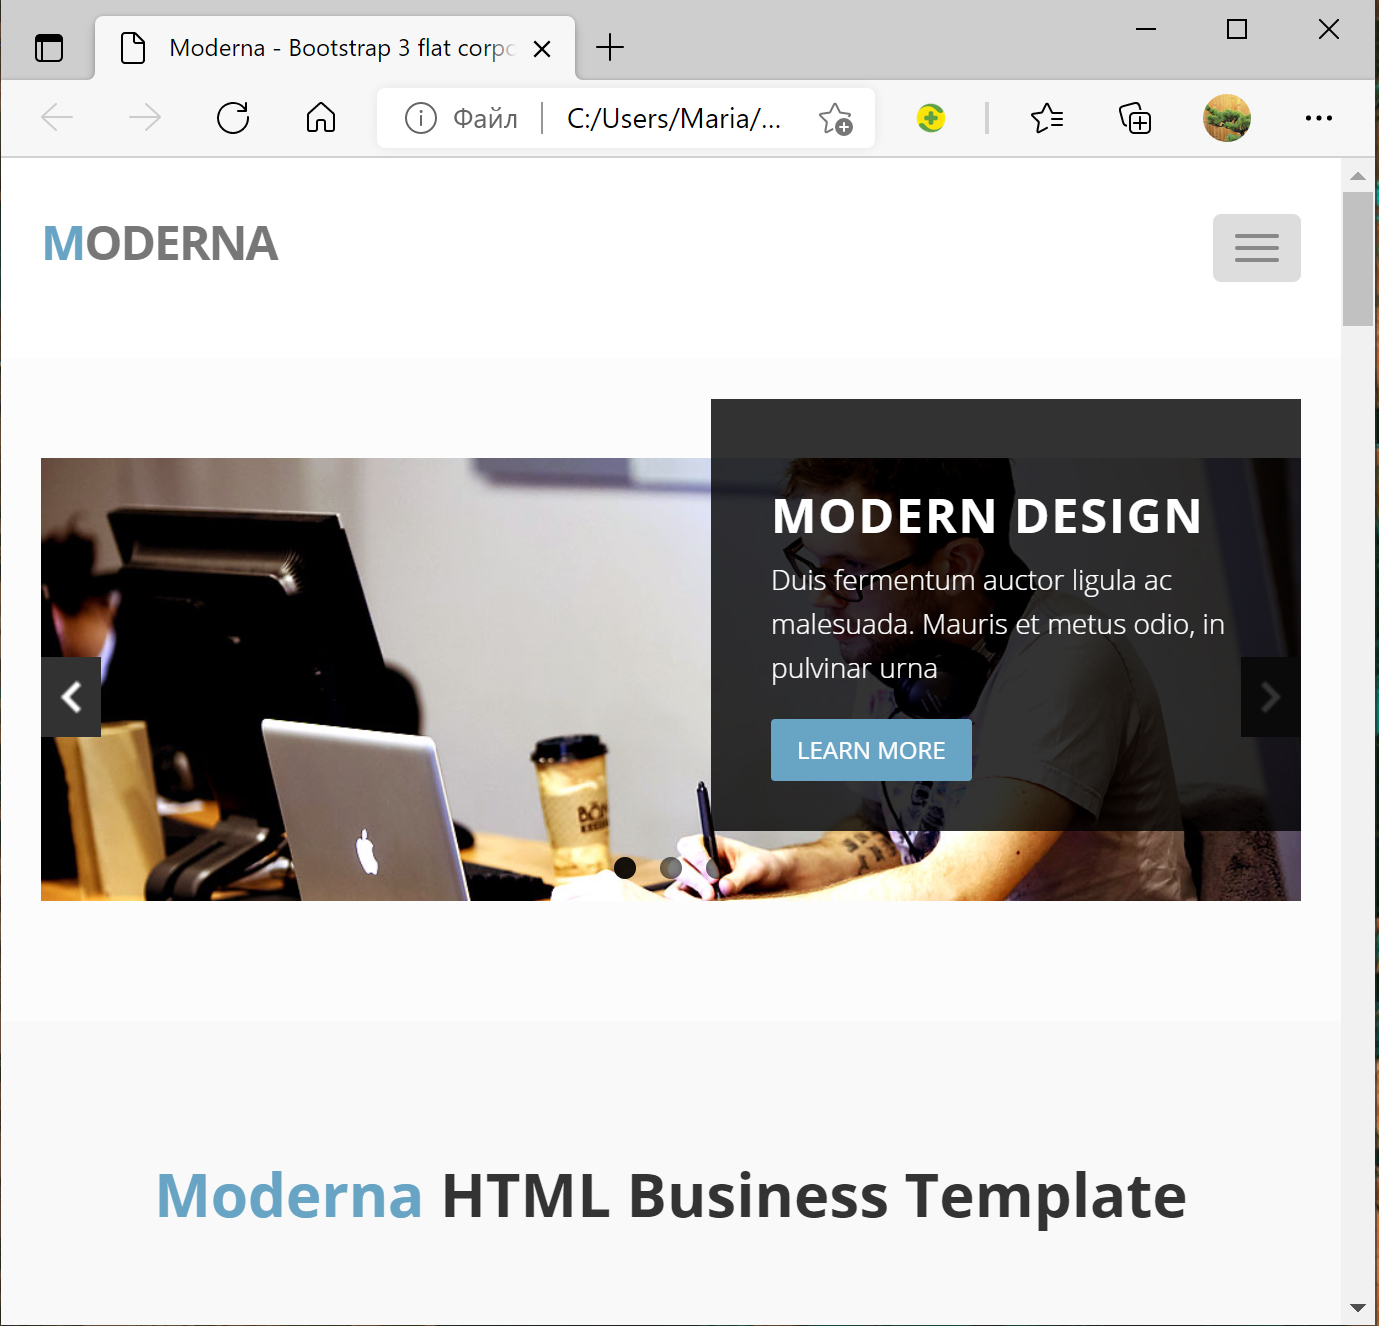 Moderna - Bootstrap 3 flat corpo
Файл
C:/Users/Maria/...
MODERNA
MODERN DESIGN
Duis fermentum auctor ligula ac
malesuada. Mauris et metus odio, in
pulvinar urna
LEARN MORE
Moderna HTML Business Template